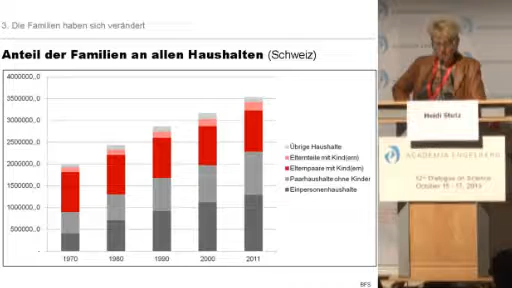 3. Die Familien haben sich verändert
Anteil der Familien an allen Haushalten (Schweiz)
4000000,0
3500000,0
3000000,0
2500000,0
2000000,0
1500000,0
1000000,0
500000,0
-
1970
1980
1990
2000
2011
Übrige Haushalte
Elternteile mit Kind(ern)
Elternpaare mit Kind(ern)
Paarhaushalte ohne Kinder
Einpersonenhaushalte
BFS
Heidi Stutz
ACADEMIA ENGELBERG
12th Dialogue on Science
October 15 - 17, 2013